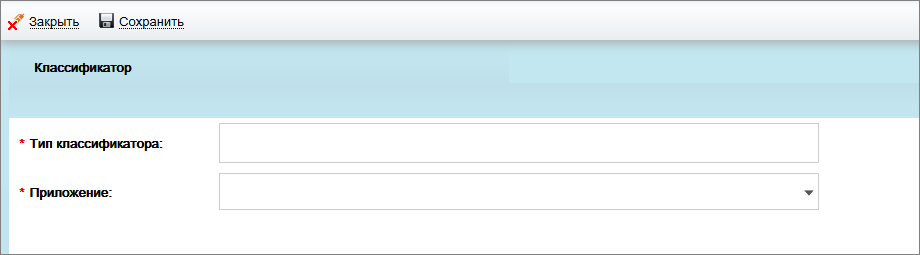 Закрыть Сохранить
Классификатор
* Тип классификатора:
* Приложение: